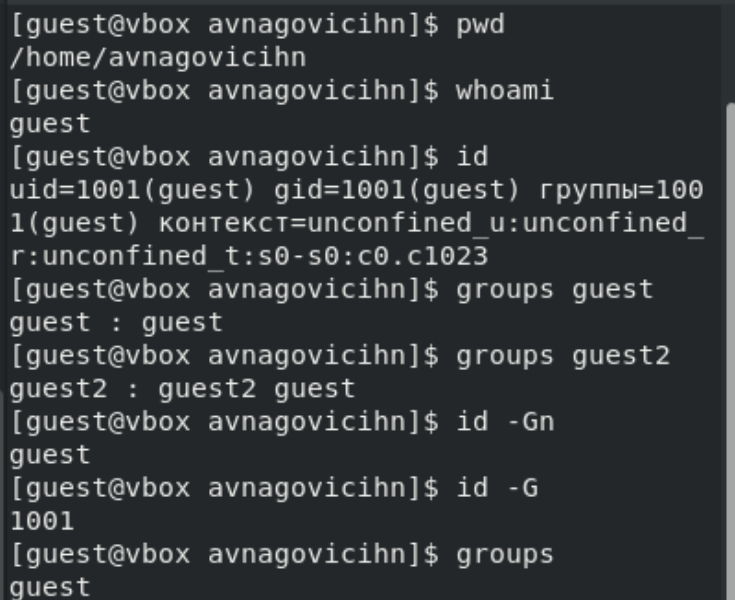 [guest@vbox avnagovicihn]$ pwd
/home/avnagovicihn
[guest@vbox avnagovicihn]$ whoami
guest
[guest@vbox avnagovicihn]$ id
uid=1001(guest) gid=1001(guest) группы=100
1(guest) контекст=unconfined_u:unconfined_
r:unconfined_t:s0-s0:c0.c1023
[guest@vbox avnagovicihn]$ groups guest
guest : guest
[guest@vbox avnagovicihn]$ groups guest2
guest2 : guest2 guest
[guest@vbox avnagovicihn]$ id -Gn
guest
[guest@vbox avnagovicihn]$ id -G
1001
[guest@vbox avnagovicihn]$ groups
guest